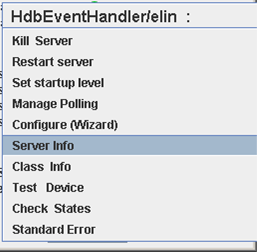 HdbEventHandler/elin :
Kill Server
Restart server
Set startup level
Manage Polling
Configure (Wizard)
Server Info
Class Info
Test Device
Check States
Standard Error